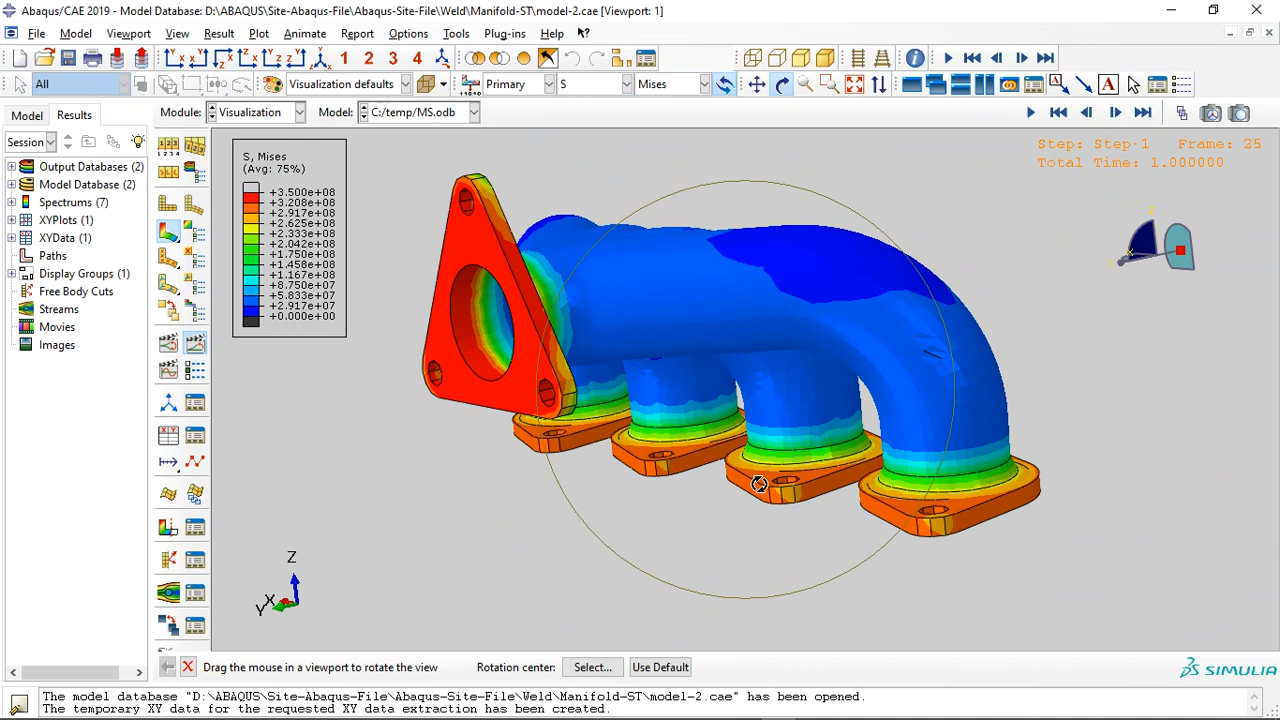 Abaqus/CAE 2019 - Model Database: D:\ABAQUS\Site-Abaqus-File\Abaqus-Site-File\Weld\Manifold-ST\model-2.cae [Viewport: 1]
File Model Viewport View Result Plot Animate Report Options Tools Plug-ins Help
1 2 3 4
All Visualization defaults Primary S Mises
Model Results Module: Visualization Model: C:/temp/MS.odb
Session
Output Databases (2)
Model Database (2)
Spectrums (7)
XYPlots (1)
XYData (1)
Paths
Display Groups (1)
Free Body Cuts
Streams
Movies
Images
S, Mises
(Avg: 75%)
+3.500e+08
+3.208e+08
+2.917e+08
+2.625e+08
+2.333e+08
+2.042e+08
+1.750e+08
+1.458e+08
+1.167e+08
+8.750e+07
+5.833e+07
+2.917e+07
+0.000e+00
Step: Step-1 Frame: 25
Total Time: 1.000000
Z
X
Y
Drag the mouse in a viewport to rotate the view Rotation center: Select... Use Default
SIMULIA
The model database "D:\ABAQUS\Site-Abaqus-File\Abaqus-Site-File\Weld\Manifold-ST\model-2.cae" has been opened.
The temporary XY data for the requested XY data extraction has been created.